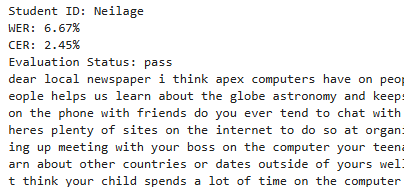 Student ID: Neilage
WER: 6.67%
CER: 2.45%
Evaluation Status: pass
dear local newspaper i think apex computers have on peop
eople helps us learn about the globe astronomy and keeps
on the phone with friends do you ever tend to chat with
heres plenty of sites on the internet to do so at organi
ing up meeting with your boss on the computer your teena
arn about other countries or dates outside of yours well
t think your child spends a lot of time on the computer